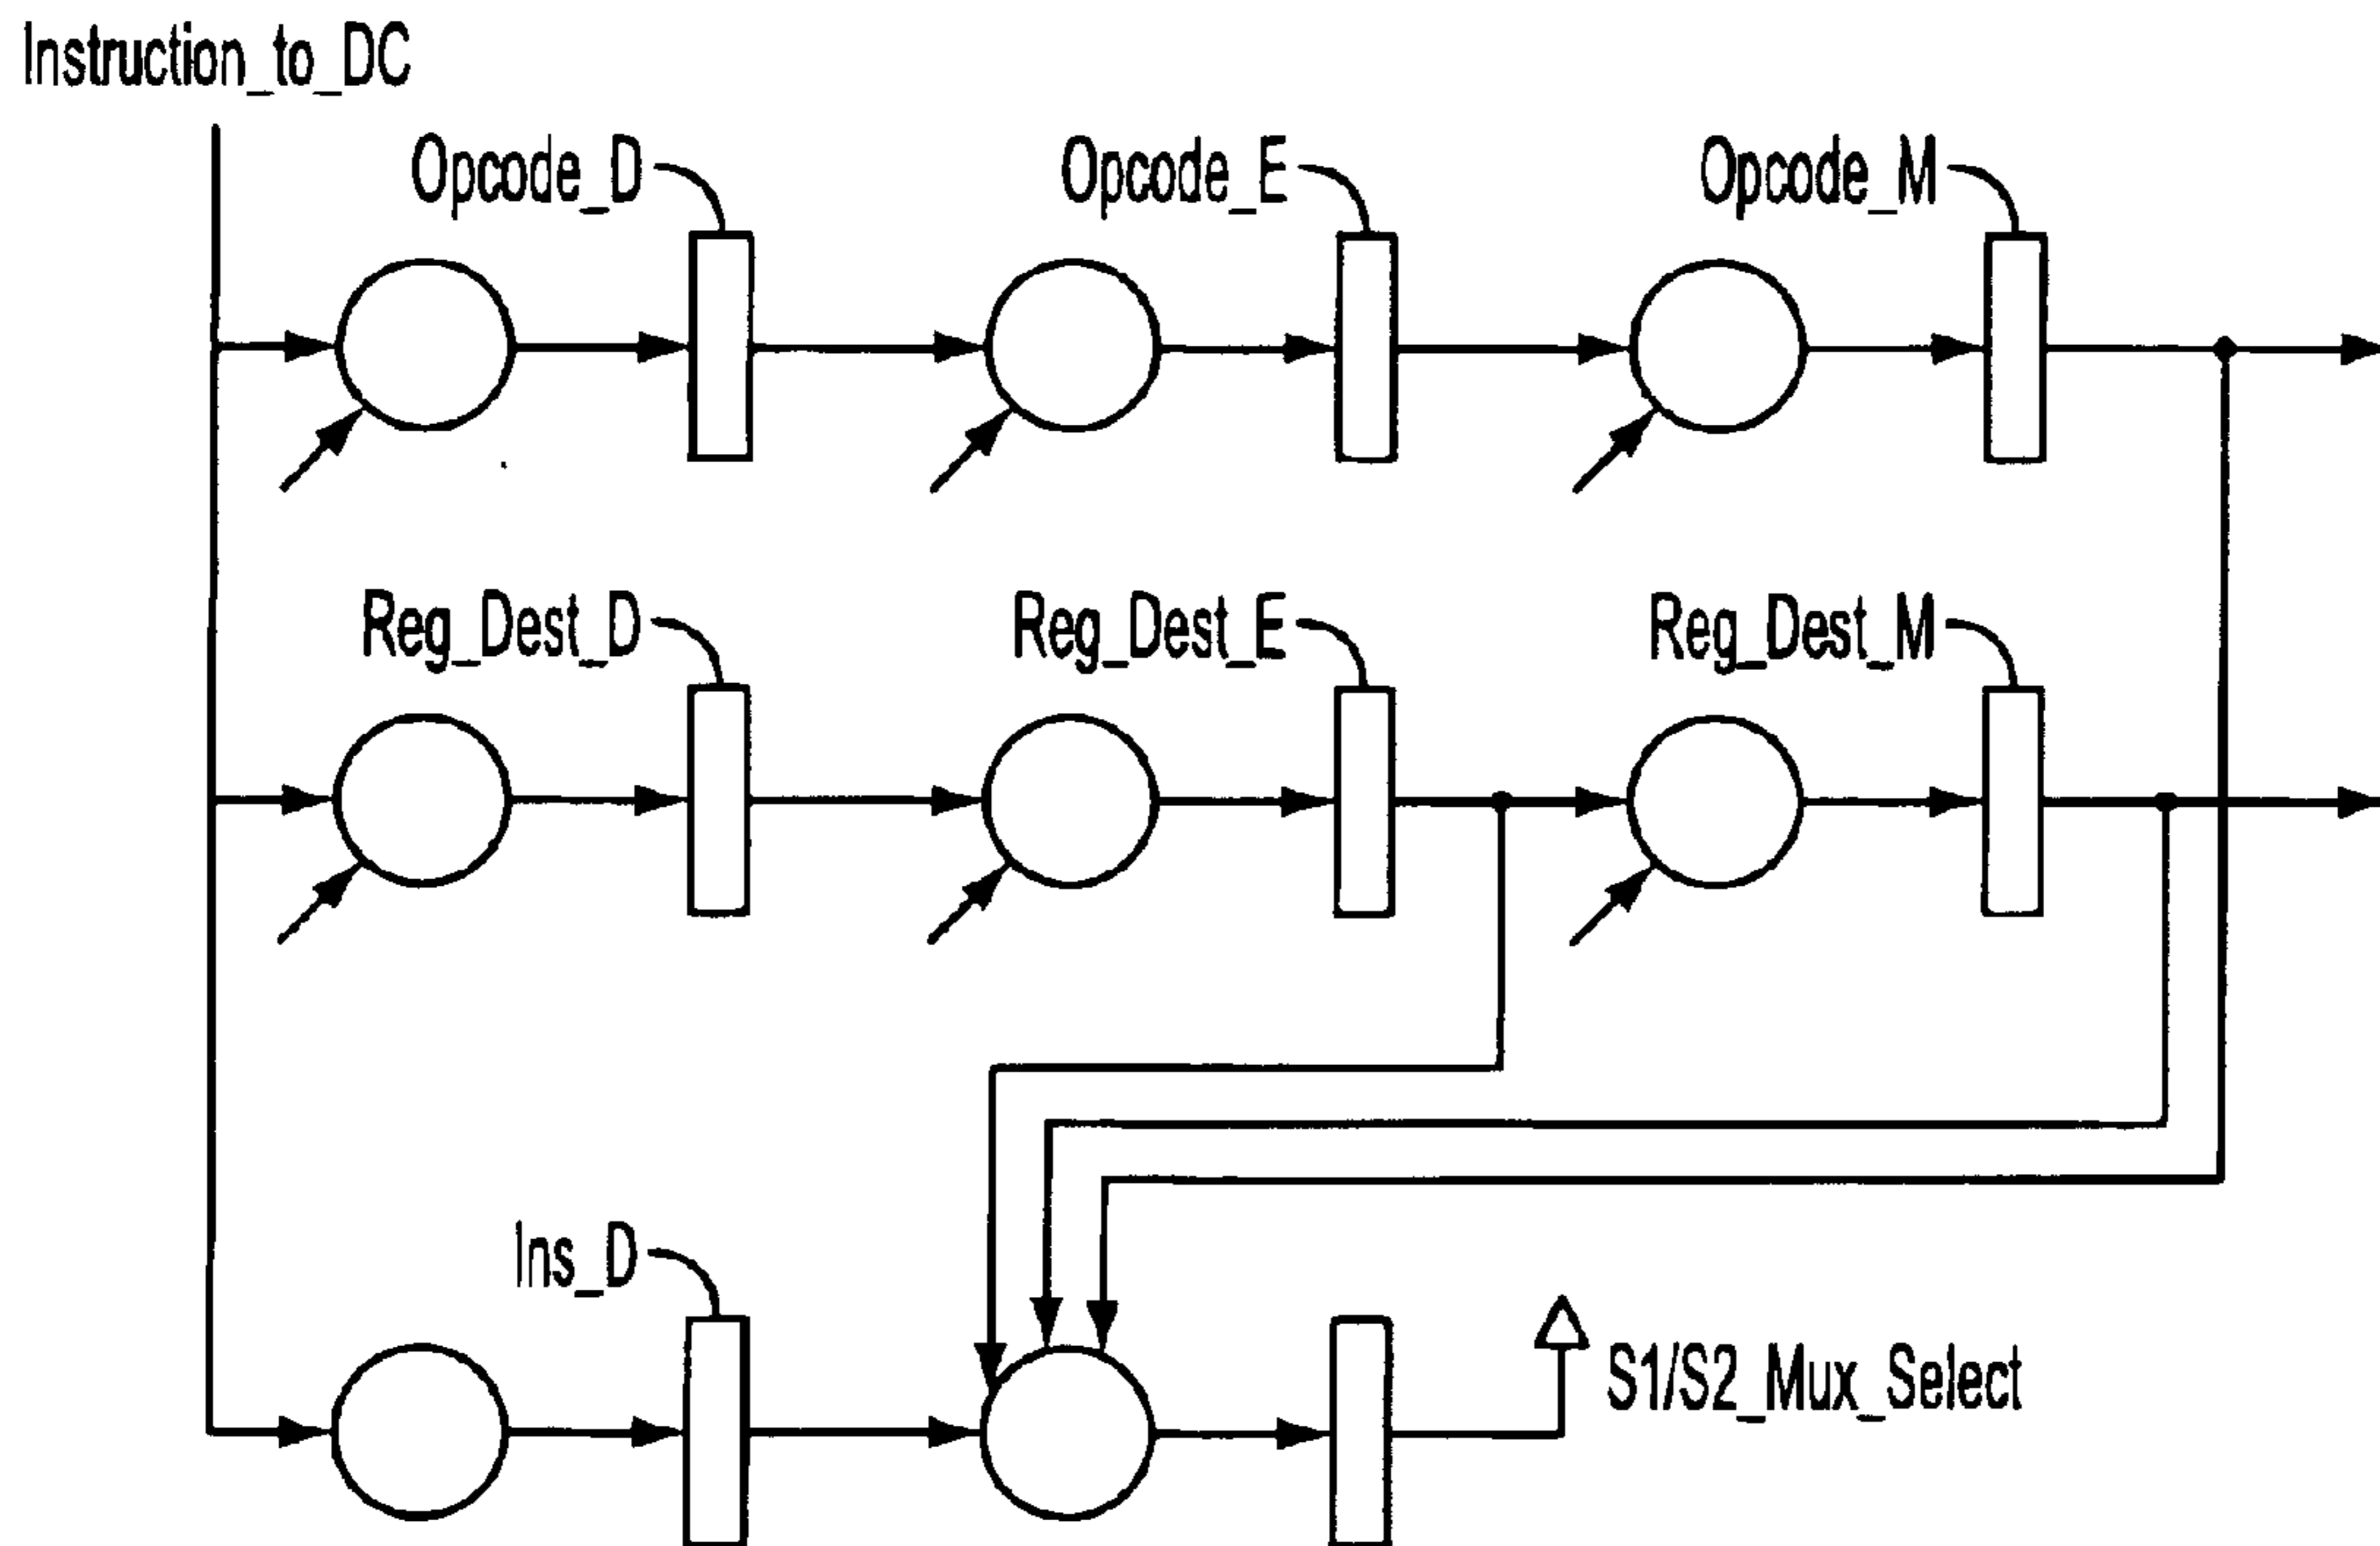 Instruction_to_DC
Opcode_D
Opcode_E
Opcode_M
Reg_Dest_D
Reg_Dest_E
Reg_Dest_M
Ins_D
S1/S2_Mux_Select